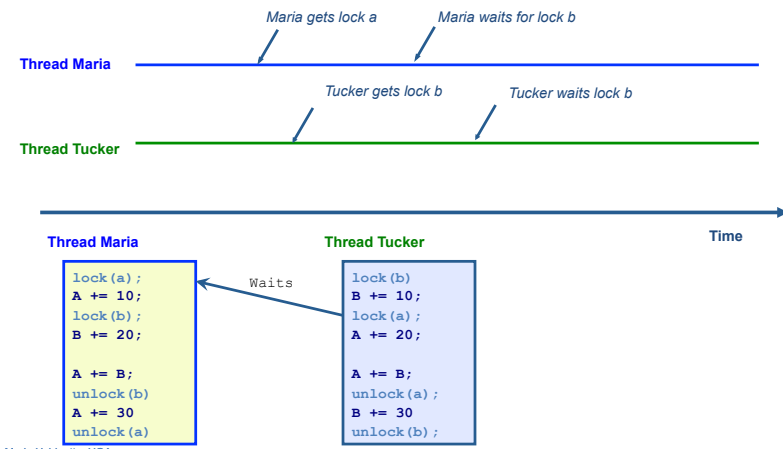 Maria gets lock a
Maria waits for lock b
Thread Maria
Tucker gets lock b
Tucker waits lock b
Thread Tucker
Time
Thread Maria
Thread Tucker
lock(a);
A += 10;
lock(b);
B += 20;
A += B;
unlock(b)
A += 30
unlock(a)
Waits
lock(b)
B += 10;
lock(a);
A += 20;
A += B;
unlock(a);
B += 30
unlock(b);